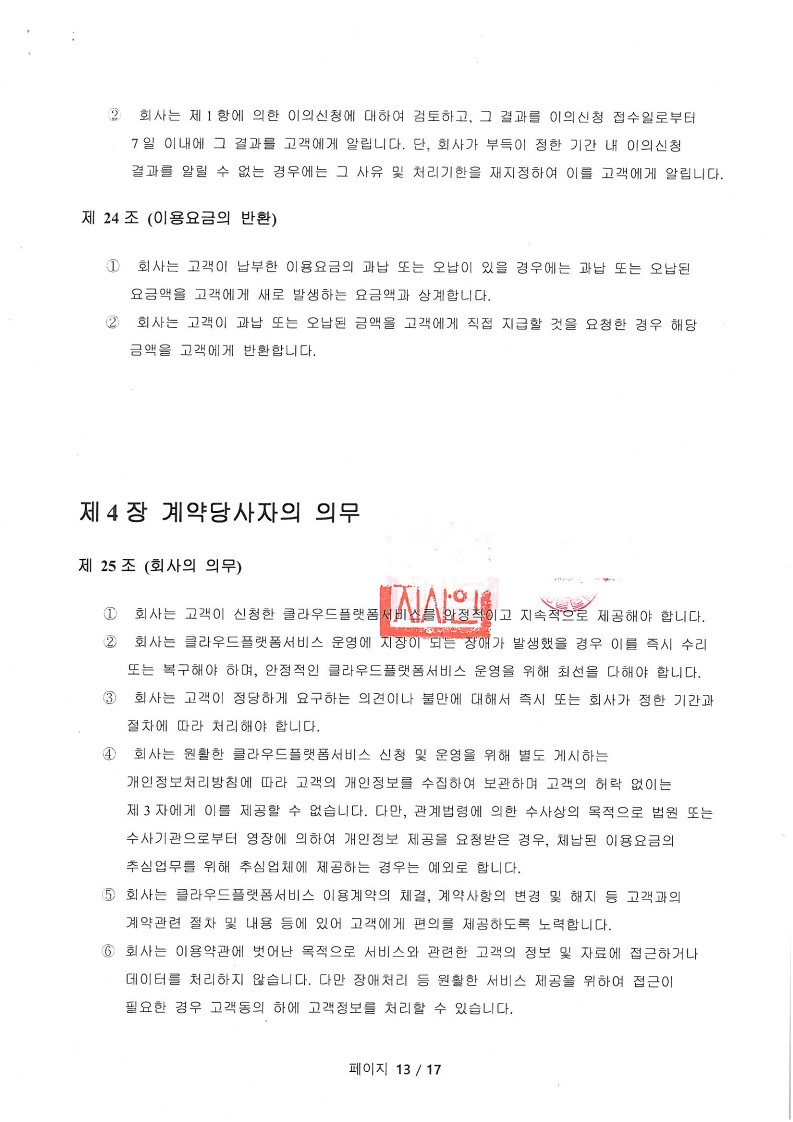 ② 회사는 제 1 항에 의한 이의신청에 대하여 검토하고, 그 결과를 이의신청 접수일로부터
7 일 이내에 그 결과를 고객에게 알립니다. 단, 회사가 부득이 정한 기간 내 이의신청
결과를 알릴 수 없는 경우에는 그 사유 및 처리기한을 재지정하여 이를 고객에게 알립니다.
제 24 조 (이용요금의 반환)
① 회사는 고객이 납부한 이용요금의 과납 또는 오납이 있을 경우에는 과납 또는 오납된
요금액을 고객에게 새로 발생하는 요금액과 상계합니다.
② 회사는 고객이 과납 또는 오납된 금액을 고객에게 직접 지급할 것을 요청한 경우 해당
금액을 고객에게 반환합니다.
제 4 장 계약당사자의 의무
제 25 조 (회사의 의무)
① 회사는 고객이 신청한 클라우드플랫폼서비스를 안정적이고 지속적으로 제공해야 합니다.
② 회사는 클라우드플랫폼서비스 운영에 지장이 되는 장애가 발생했을 경우 이를 즉시 수리
또는 복구해야 하며, 안정적인 클라우드플랫폼서비스 운영을 위해 최선을 다해야 합니다.
③ 회사는 고객이 정당하게 요구하는 의견이나 불만에 대해서 즉시 또는 회사가 정한 기간과
절차에 따라 처리해야 합니다.
④ 회사는 원활한 클라우드플랫폼서비스 신청 및 운영을 위해 별도 게시하는
개인정보처리방침에 따라 고객의 개인정보를 수집하여 보관하며 고객의 허락 없이는
제 3 자에게 이를 제공할 수 없습니다. 다만, 관계법령에 의한 수사상의 목적으로 법원 또는
수사기관으로부터 영장에 의하여 개인정보 제공을 요청받은 경우, 체납된 이용요금의
추심업무를 위해 추심업체에 제공하는 경우는 예외로 합니다.
⑤ 회사는 클라우드플랫폼서비스 이용계약의 체결, 계약사항의 변경 및 해지 등 고객과의
계약관련 절차 및 내용 등에 있어 고객에게 편의를 제공하도록 노력합니다.
⑥ 회사는 이용약관에 벗어난 목적으로 서비스와 관련한 고객의 정보 및 자료에 접근하거나
데이터를 처리하지 않습니다. 다만 장애처리 등 원활한 서비스 제공을 위하여 접근이
필요한 경우 고객동의 하에 고객정보를 처리할 수 있습니다.
페이지 13 / 17